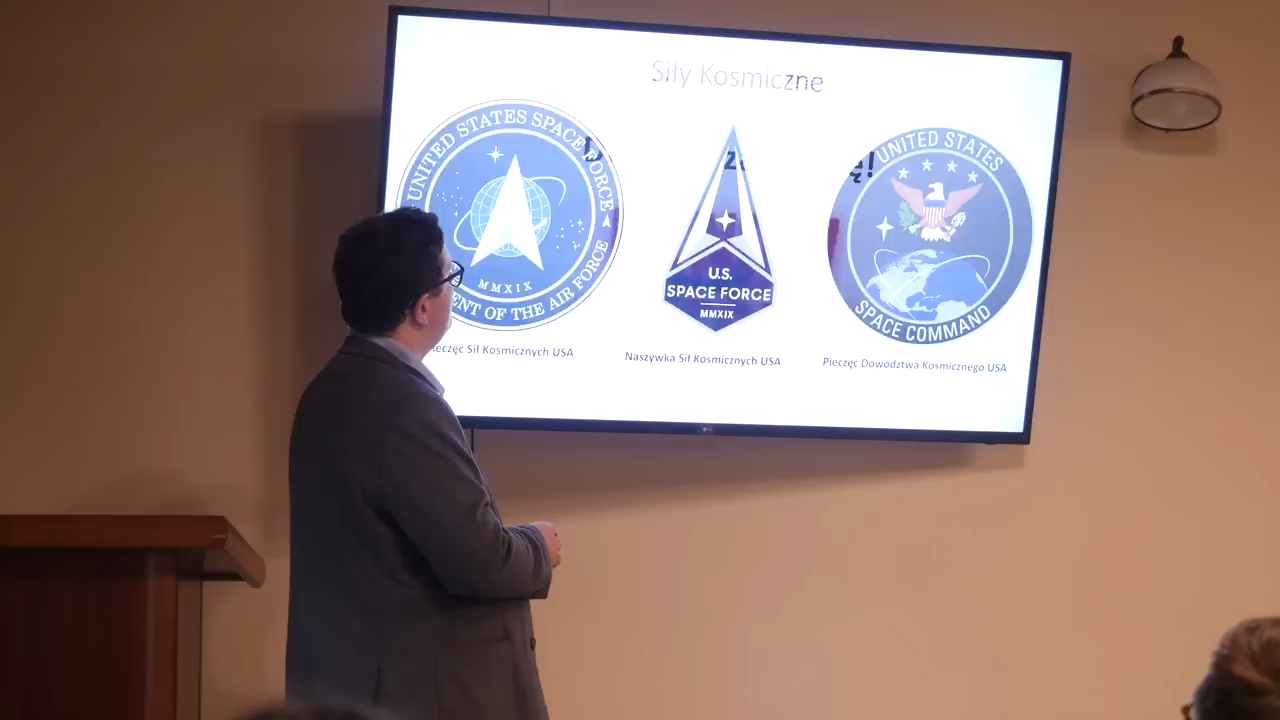 Siły Kosmiczne
UNITED STATES SPACE FORCE
MMXIX
OF THE AIR FORCE
U.S.
SPACE FORCE
MMXIX
UNITED STATES
SPACE COMMAND
Sił Kosmicznych USA
Naszywka Sił Kosmicznych USA
Pieczęć Dowództwa Kosmicznego USA
LG